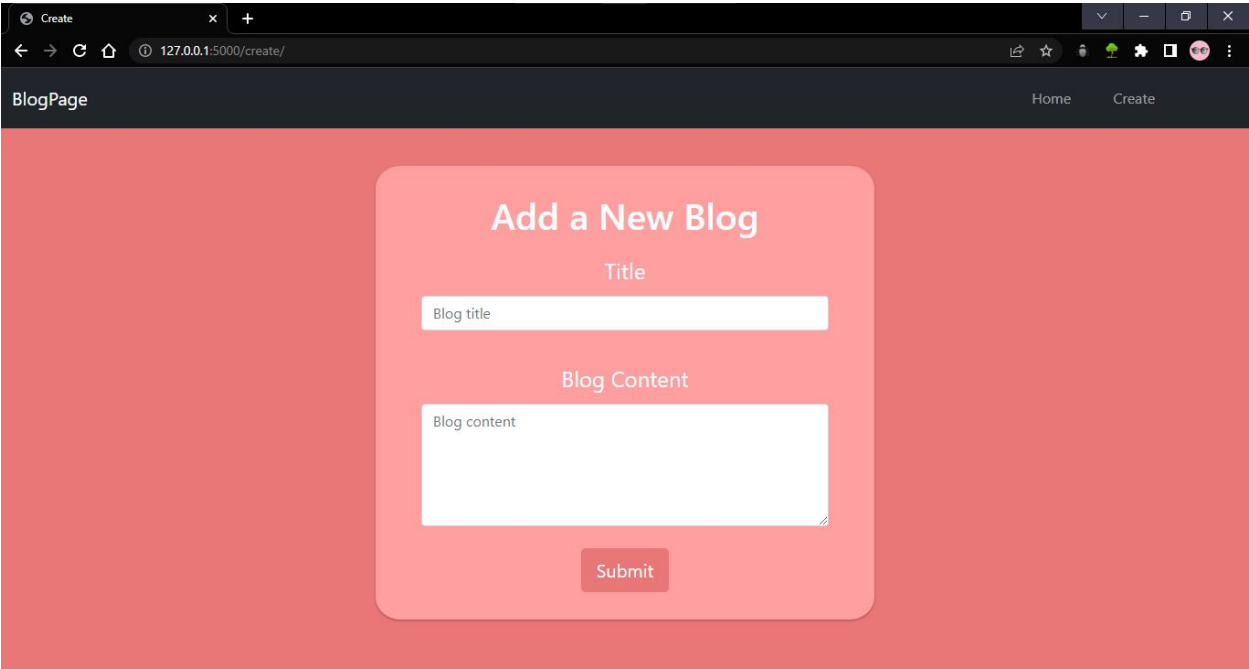 Create
127.0.0.1:5000/create/
BlogPage Home Create
Add a New Blog
Title
Blog title
Blog Content
Blog content
Submit